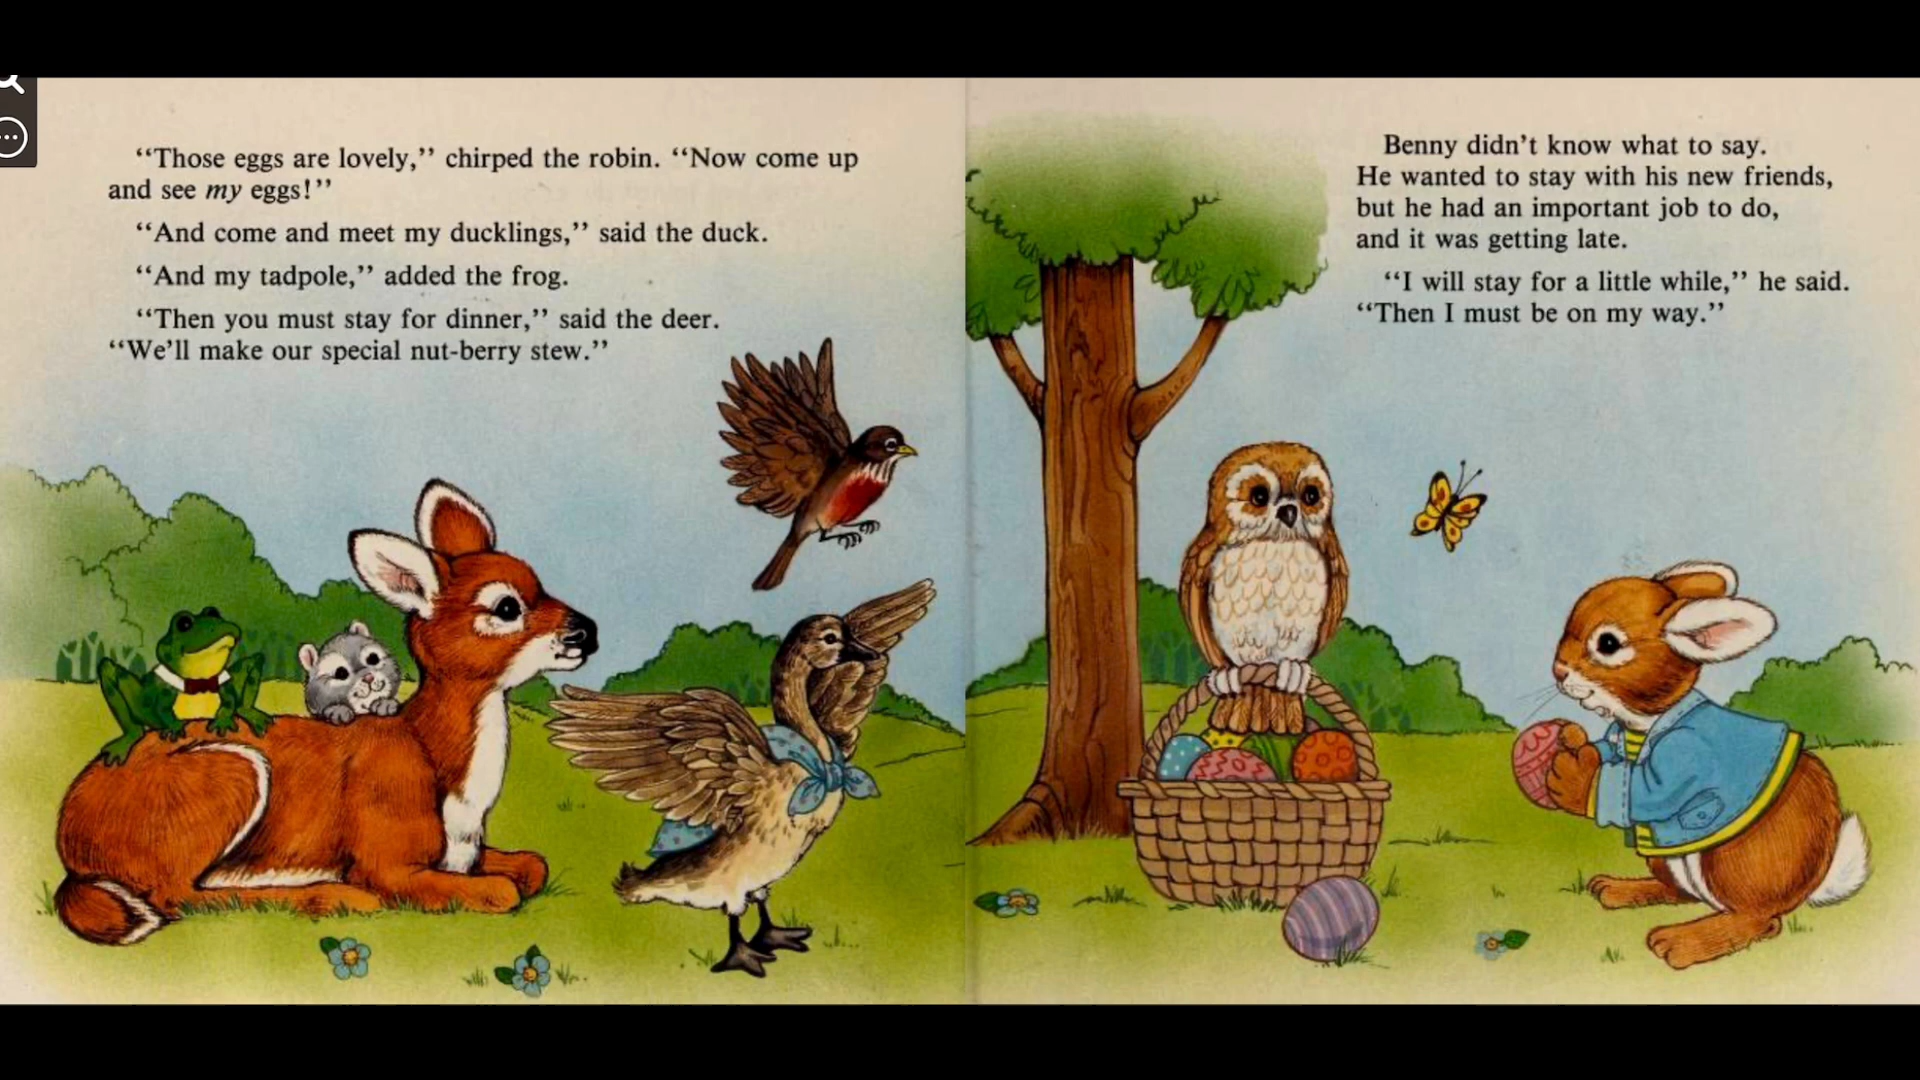 “Those eggs are lovely,” chirped the robin. “Now come up
and see my eggs!”
“And come and meet my ducklings,” said the duck.
“And my tadpole,” added the frog.
“Then you must stay for dinner,” said the deer.
“We’ll make our special nut-berry stew.”
Benny didn’t know what to say.
He wanted to stay with his new friends,
but he had an important job to do,
and it was getting late.
“I will stay for a little while,” he said.
“Then I must be on my way.”